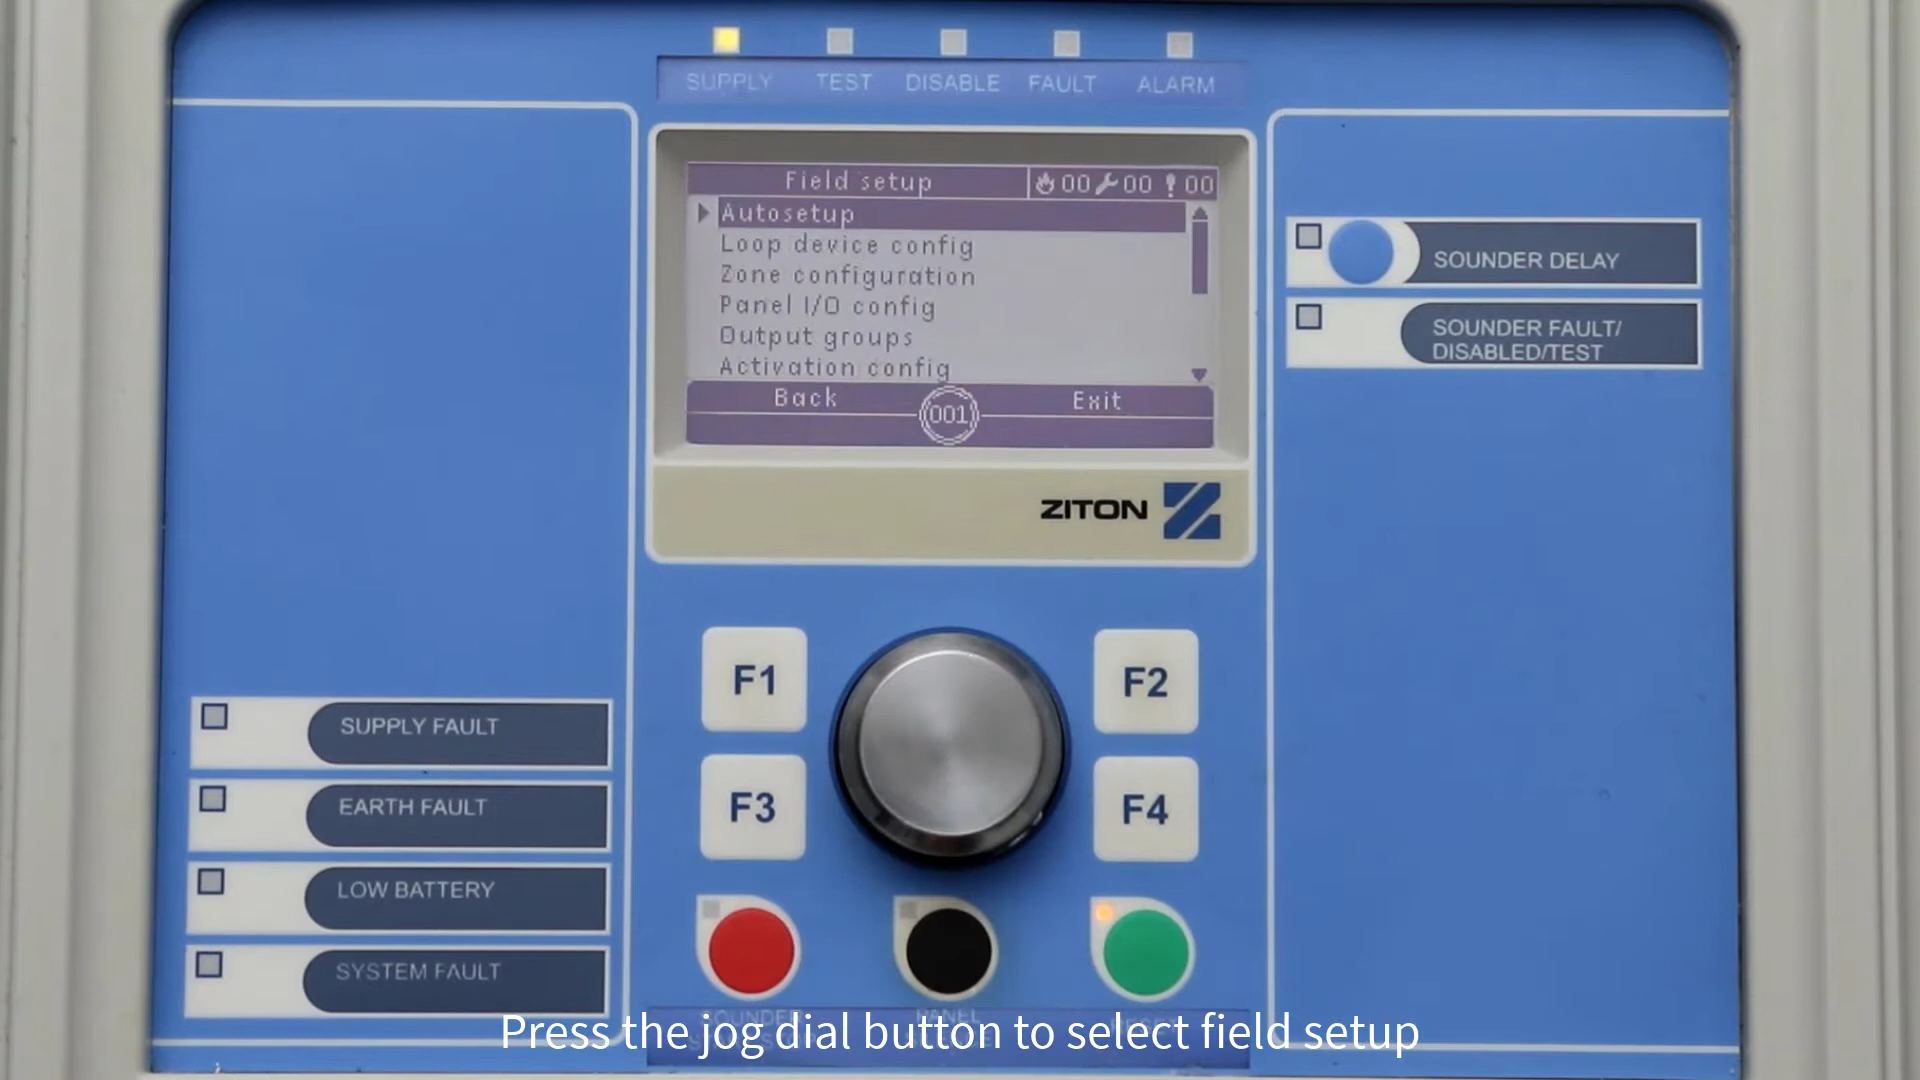 SUPPLY TEST DISABLE FAULT ALARM
Field setup 00 00 00
Autosetup
Loop device config
Zone configuration
Panel I/O config
Output groups
Activation config
Back Exit
001
ZITON
SOUNDER DELAY
SOUNDER FAULT/
DISABLED/TEST
F1 F2
F3 F4
SUPPLY FAULT
EARTH FAULT
LOW BATTERY
SYSTEM FAULT
SOUNDER PANEL
Press the jog dial button to select field setup